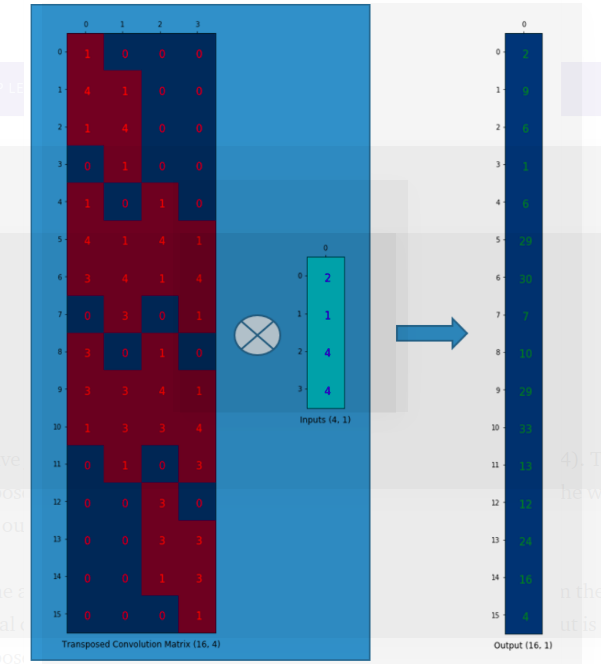 0 1 2 3
0 1 0 0 0
1 4 1 0 0
2 1 4 0 0
3 0 1 0 0
4 1 0 1 0
5 4 1 4 1
6 3 4 1 4
7 0 3 0 1
8 3 0 1 0
9 3 3 4 1
10 1 3 3 4
11 0 1 0 3
12 0 0 3 0
13 0 0 3 3
14 0 0 1 3
15 0 0 0 1
Transposed Convolution Matrix (16, 4)
0
0 2
1 1
2 4
3 4
Inputs (4, 1)
0
0 2
1 9
2 6
3 1
4 6
5 29
6 30
7 7
8 10
9 29
10 33
11 13
12 12
13 24
14 16
15 4
Output (16, 1)